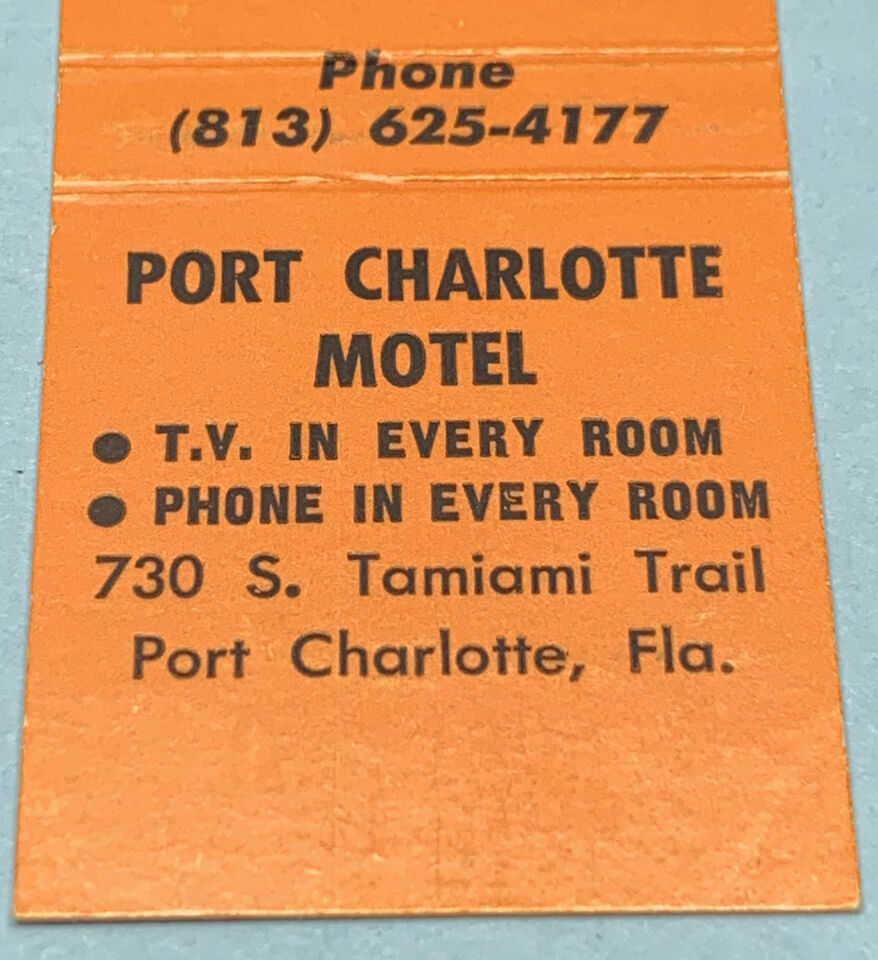 Phone
(813) 625-4177
PORT CHARLOTTE
MOTEL
● T.V. IN EVERY ROOM
● PHONE IN EVERY ROOM
730 S. Tamiami Trail
Port Charlotte, Fla.